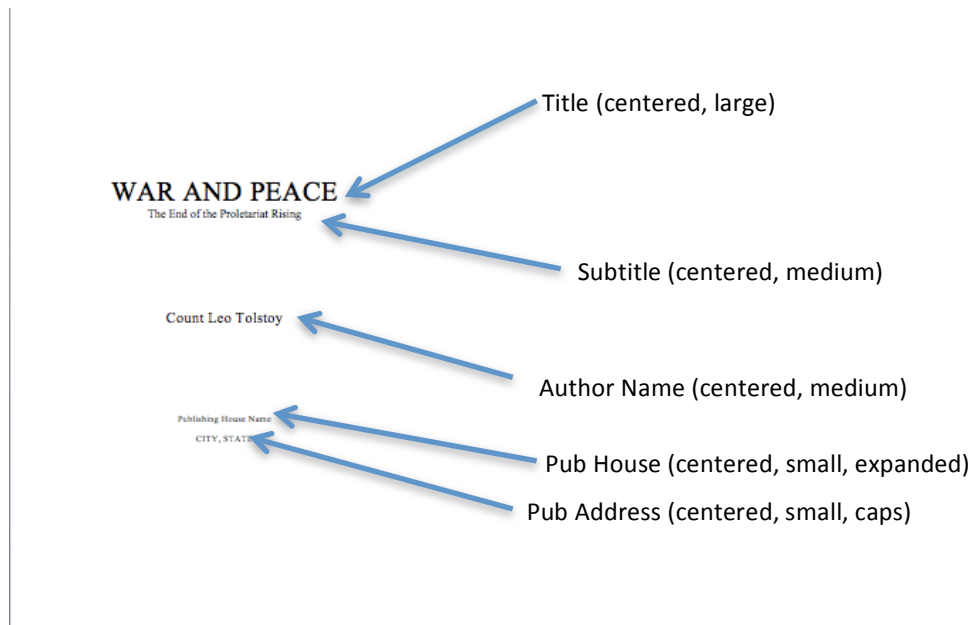 Title (centered, large)
WAR AND PEACE
The End of the Proletariat Rising
Subtitle (centered, medium)
Count Leo Tolstoy
Author Name (centered, medium)
Publishing House Name
CITY, STATE
Pub House (centered, small, expanded)
Pub Address (centered, small, caps)